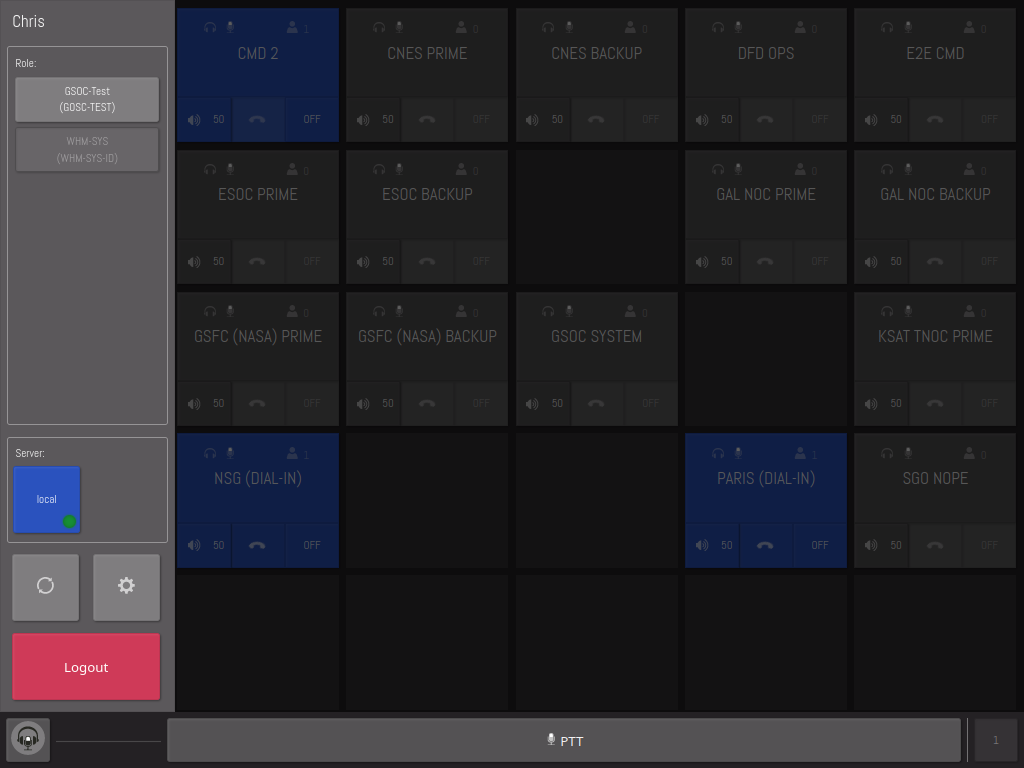 Chris
Role:
GSOC-Test
(GOSC-TEST)
WHM-SYS
(WHM-SYS-ID)
Server:
local
Logout
1 0 0 0 0
CMD 2 CNES PRIME CNES BACKUP DFD OPS E2E CMD
50 OFF 50 OFF 50 OFF 50 OFF 50 OFF
0 0 0 0
ESOC PRIME ESOC BACKUP GAL NOC PRIME GAL NOC BACKUP
50 OFF 50 OFF 50 OFF 50 OFF
0 0 0 0
GSFC (NASA) PRIME GSFC (NASA) BACKUP GSOC SYSTEM KSAT TNOC PRIME
50 OFF 50 OFF 50 OFF 50 OFF
1 1 0
NSG (DIAL-IN) PARIS (DIAL-IN) SGO NOPE
50 OFF 50 OFF 50 OFF
PTT
1